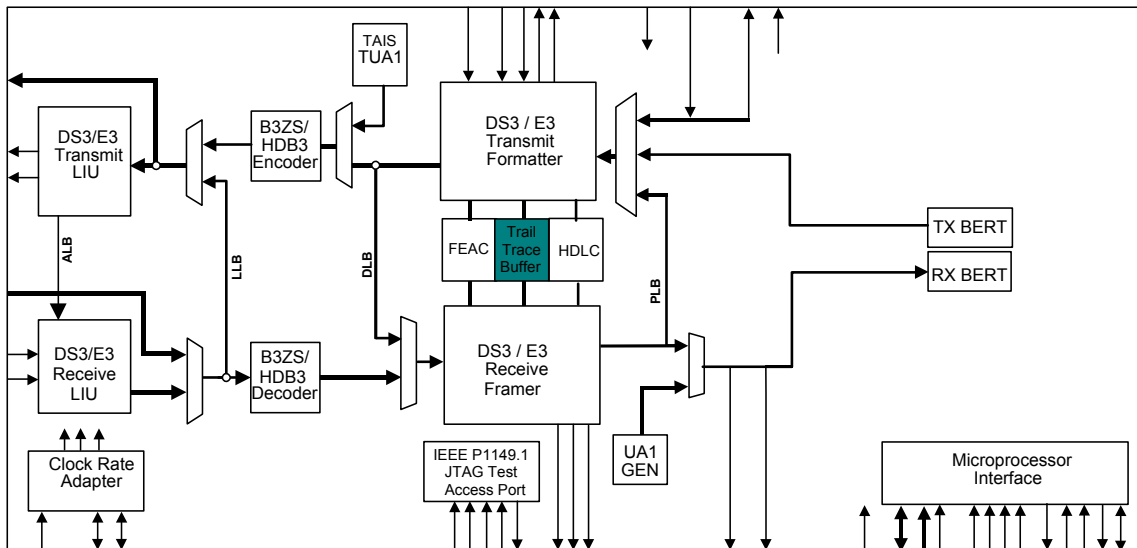 TAIS
TUA1
DS3/E3
Transmit
LIU
B3ZS/
HDB3
Encoder
DS3 / E3
Transmit
Formatter
ALB
LLB
DLB
FEAC
Trail
Trace
Buffer
HDLC
PLB
TX BERT
RX BERT
DS3/E3
Receive
LIU
B3ZS/
HDB3
Decoder
DS3 / E3
Receive
Framer
Clock Rate
Adapter
IEEE P1149.1
JTAG Test
Access Port
UA1
GEN
Microprocessor
Interface